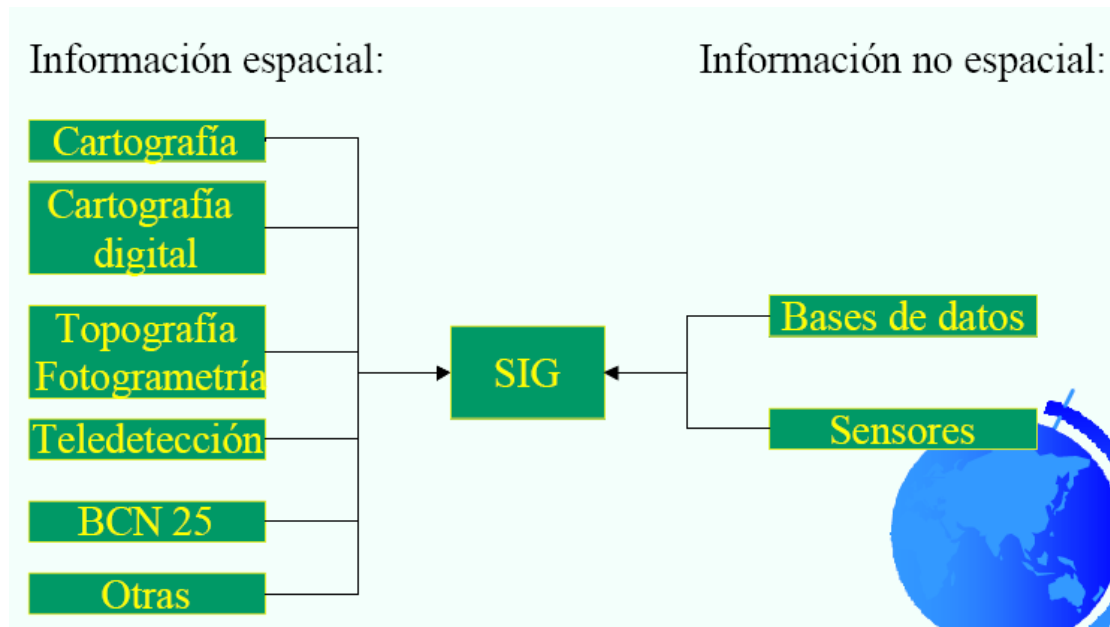 Información espacial:
Información no espacial:
Cartografía
Cartografía
digital
Topografía
Fotogrametría
Teledetección
BCN 25
Otras
SIG
Bases de datos
Sensores